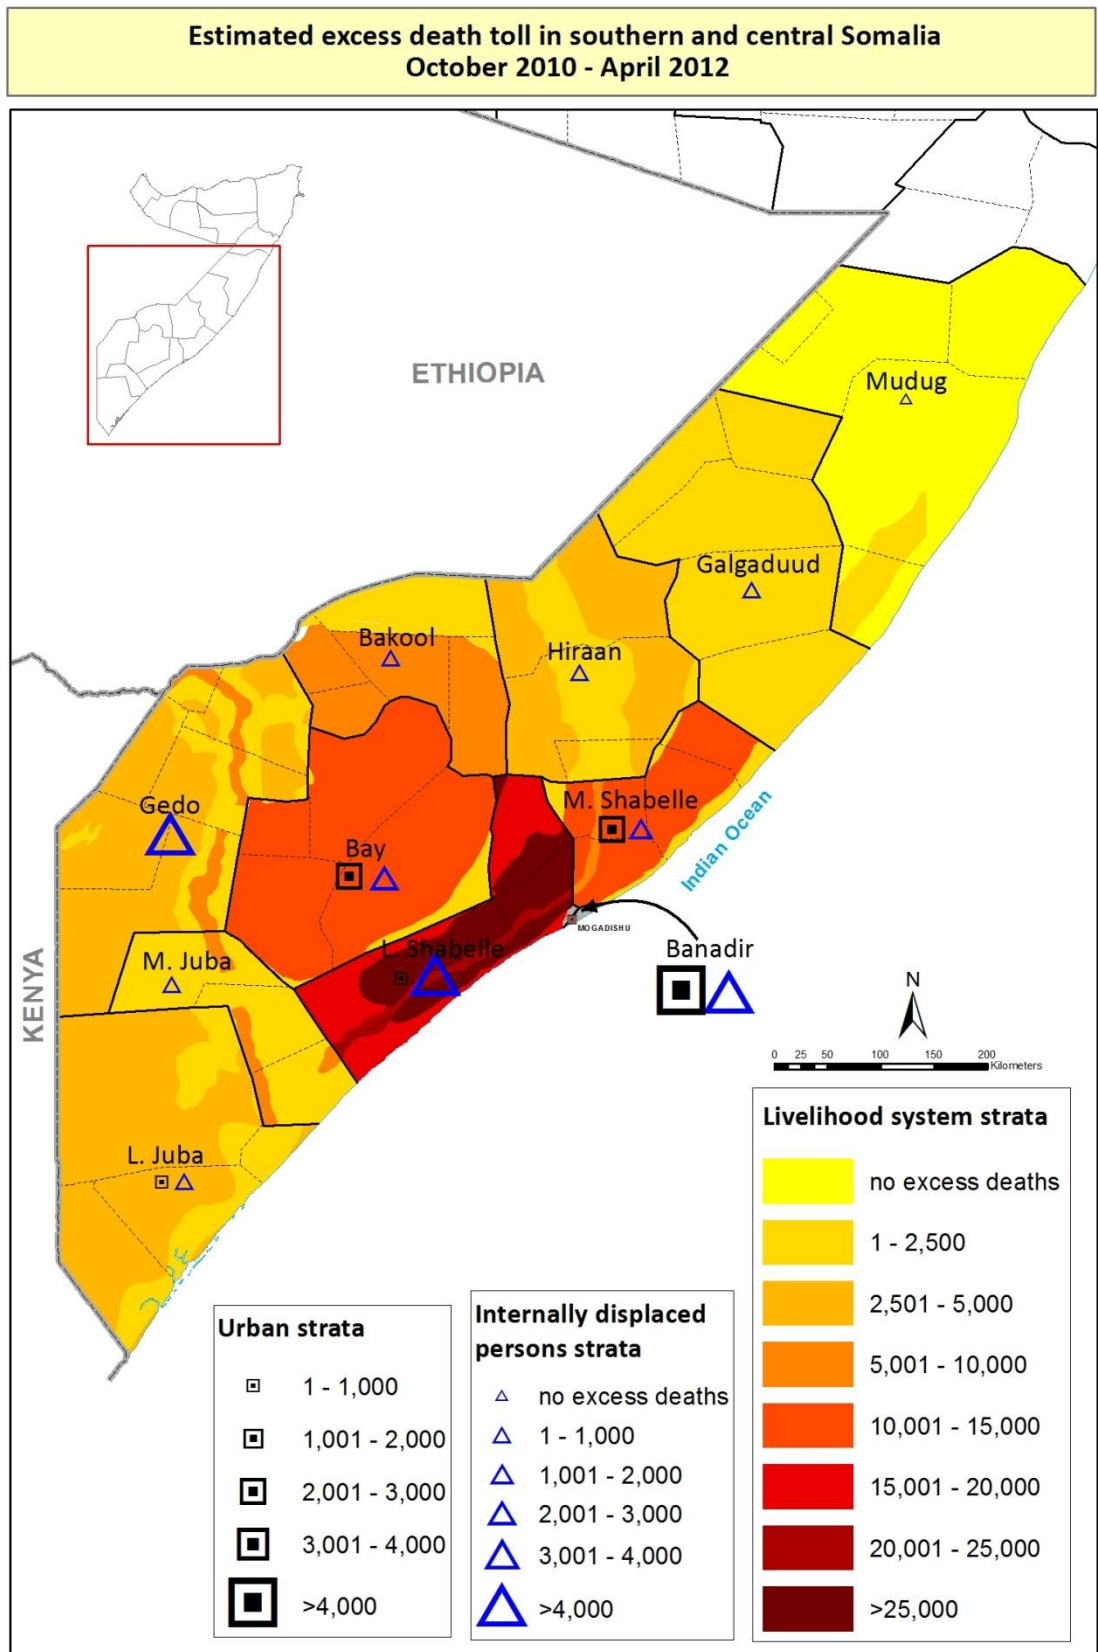 Estimated excess death toll in southern and central Somalia
October 2010 - April 2012
ETHIOPIA
Mudug
Galgaduud
Bakool
Hiraan
Gedo
M. Shabelle
Bay
Indian Ocean
MOGADISHU
L. Shabelle
Banadir
M. Juba
KENYA
N
0 25 50 100 150 200
Kilometers
L. Juba
Livelihood system strata
no excess deaths
1 - 2,500
2,501 - 5,000
5,001 - 10,000
10,001 - 15,000
15,001 - 20,000
20,001 - 25,000
>25,000
Urban strata
1 - 1,000
1,001 - 2,000
2,001 - 3,000
3,001 - 4,000
>4,000
Internally displaced
persons strata
no excess deaths
1 - 1,000
1,001 - 2,000
2,001 - 3,000
3,001 - 4,000
>4,000